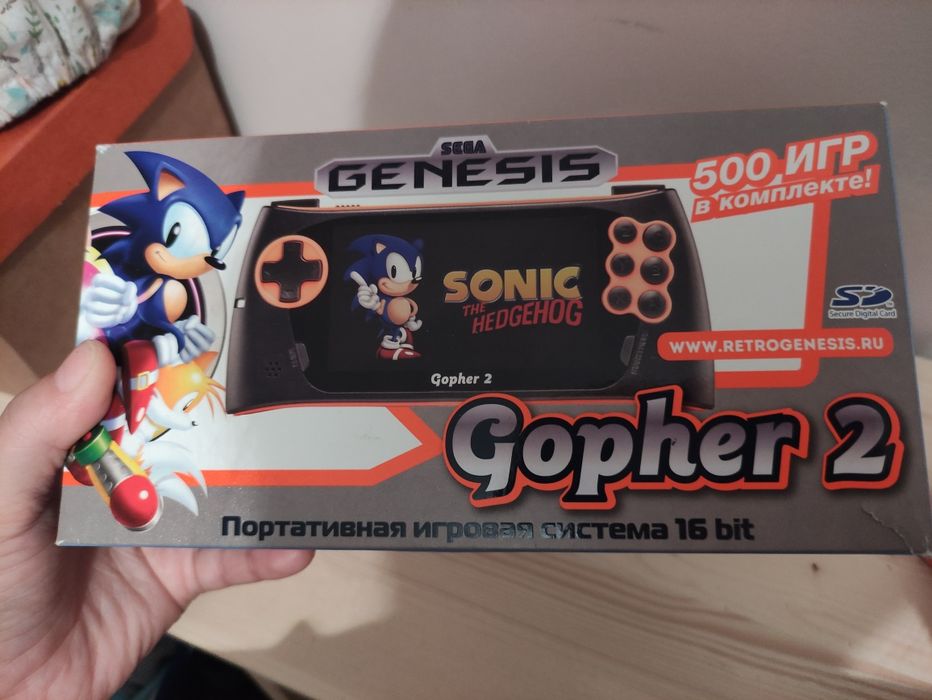 SEGA
GENESIS
500 ИГР
в комплекте!
SONIC
THE
HEDGEHOG
SD
Secure Digital Card
WWW.RETROGENESIS.RU
Gopher 2
Gopher 2
Портативная игровая система 16 bit